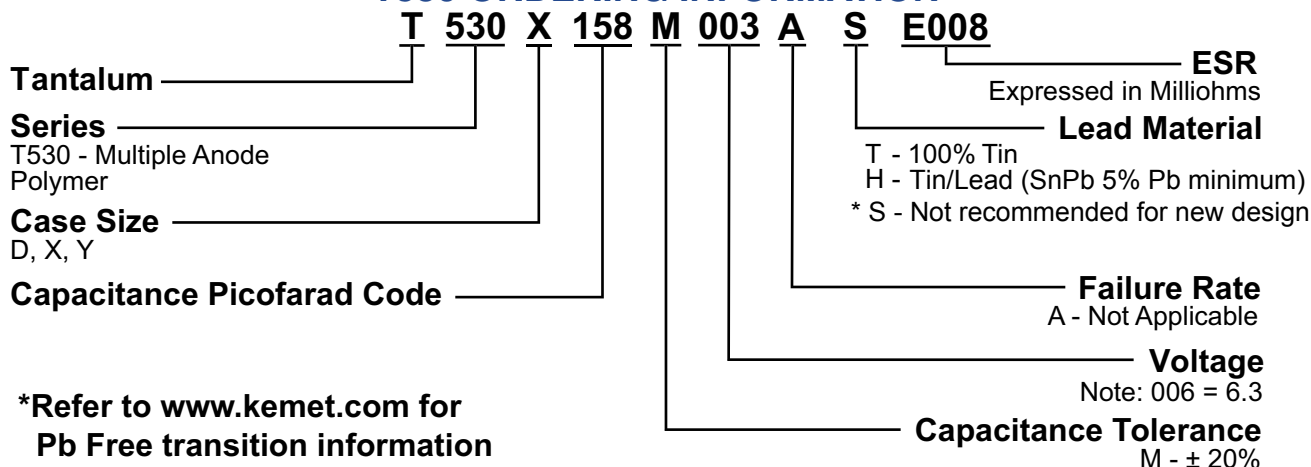 T 530 X 158 M 003 A S E008
Tantalum
Series
T530 - Multiple Anode
Polymer
Case Size
D, X, Y
Capacitance Picofarad Code
*Refer to www.kemet.com for
Pb Free transition information
ESR
Expressed in Milliohms
Lead Material
T - 100% Tin
H - Tin/Lead (SnPb 5% Pb minimum)
* S - Not recommended for new design
Failure Rate
A - Not Applicable
Voltage
Note: 006 = 6.3
Capacitance Tolerance
M - ± 20%